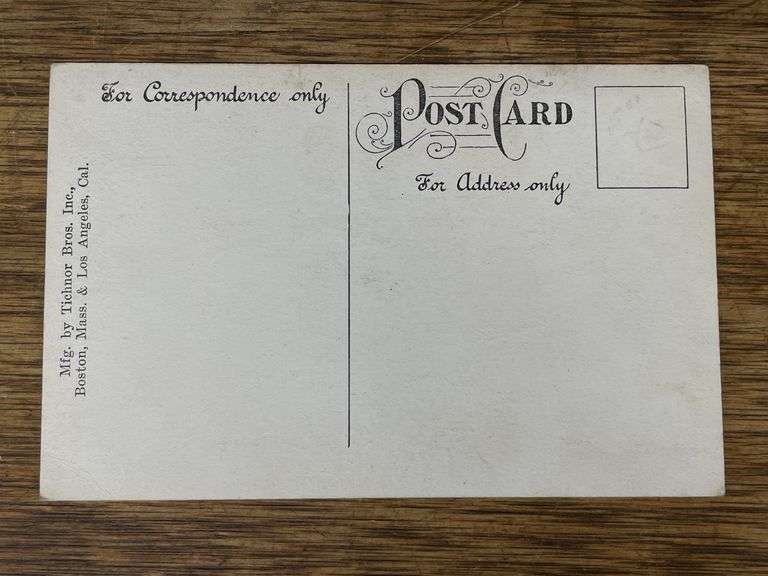 For Correspondence only
POST CARD
For Address only
Mfg. by Tichnor Bros. Inc.,
Boston, Mass. & Los Angeles, Cal.